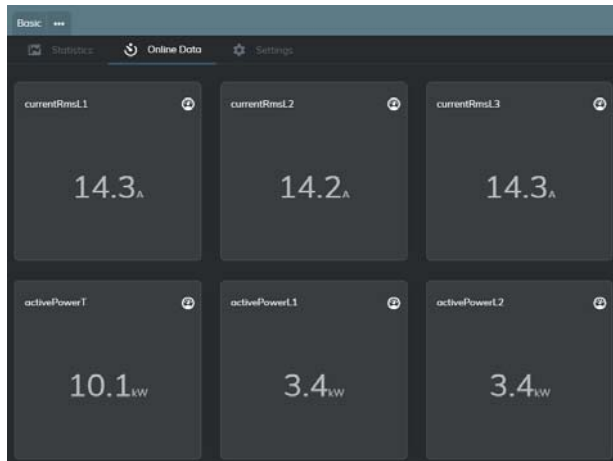 Basic •••
Statistics Online Data Settings
currentRmsL1 currentRmsL2 currentRmsL3
14.3A 14.2A 14.3A
activePowerT activePowerL1 activePowerL2
10.1kW 3.4kW 3.4kW